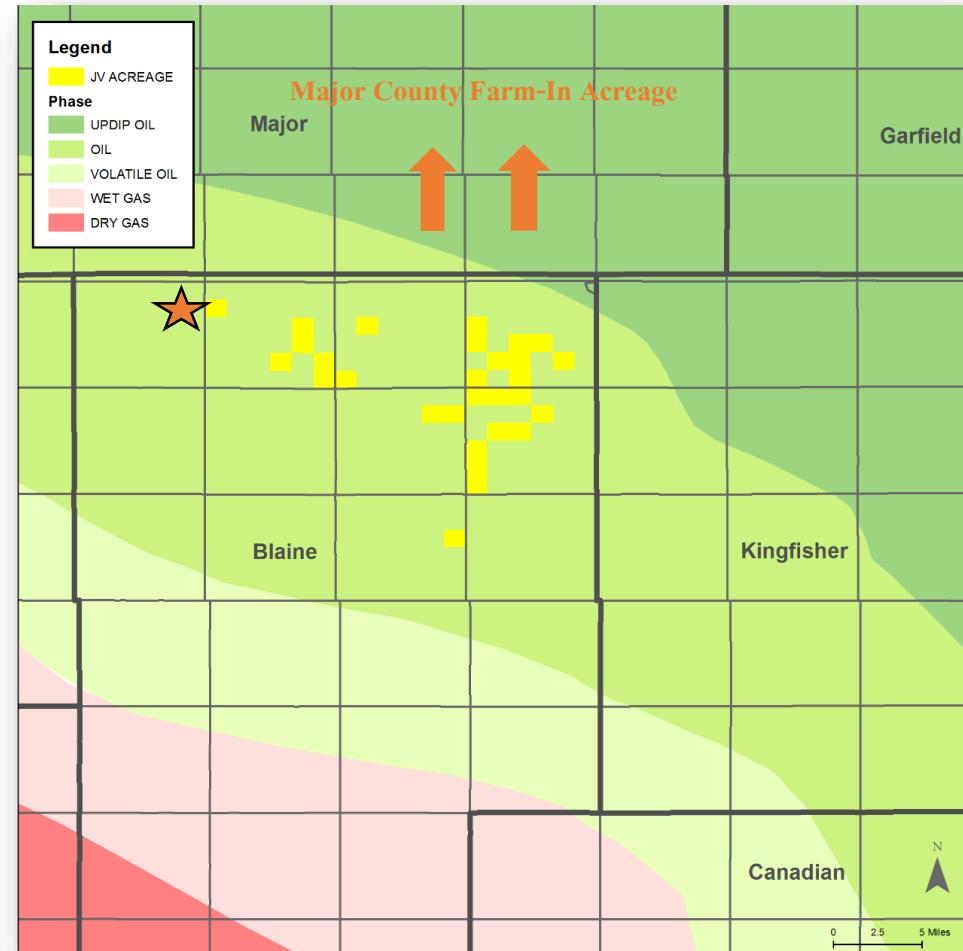 Legend
JV ACREAGE
Phase
UPDIP OIL
OIL
VOLATILE OIL
WET GAS
DRY GAS
Major County Farm-In Acreage
Major
Garfield
Blaine
Kingfisher
Canadian
N
0 2.5 5 Miles